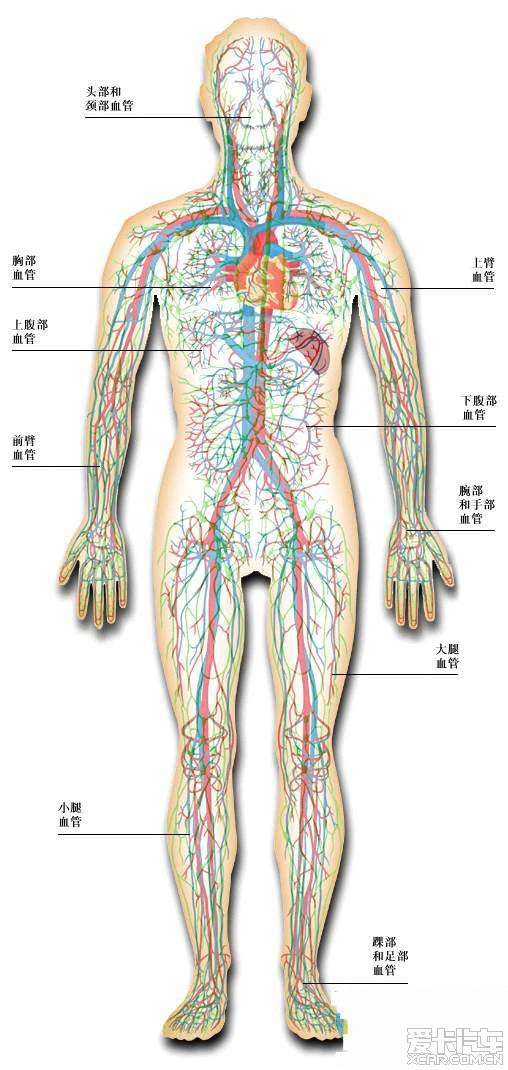 头部和
颈部血管
胸部
血管
上臂
血管
上腹部
血管
下腹部
血管
前臂
血管
腕部
和手部
血管
大腿
血管
小腿
血管
踝部
和足部
血管
爱卡汽车
XCAR.COM.CN